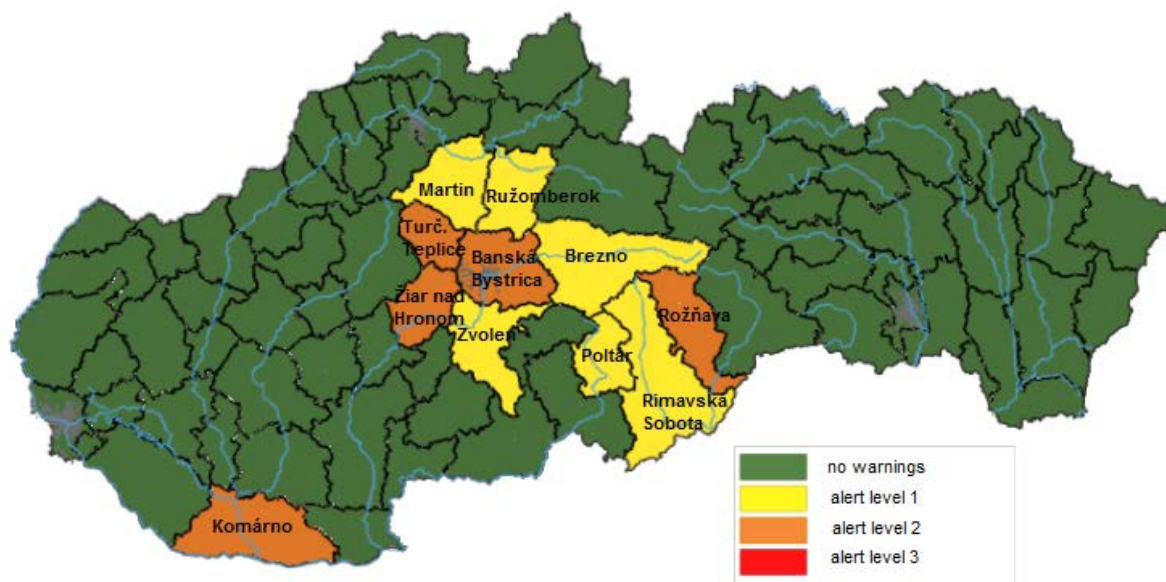 Martin
Ružomberok
Turč.
Teplice
Banská
Bystrica
Brezno
Žiar nad
Hronom
Zvolen
Rožňava
Poltár
Rimavská
Sobota
Komárno
no warnings
alert level 1
alert level 2
alert level 3